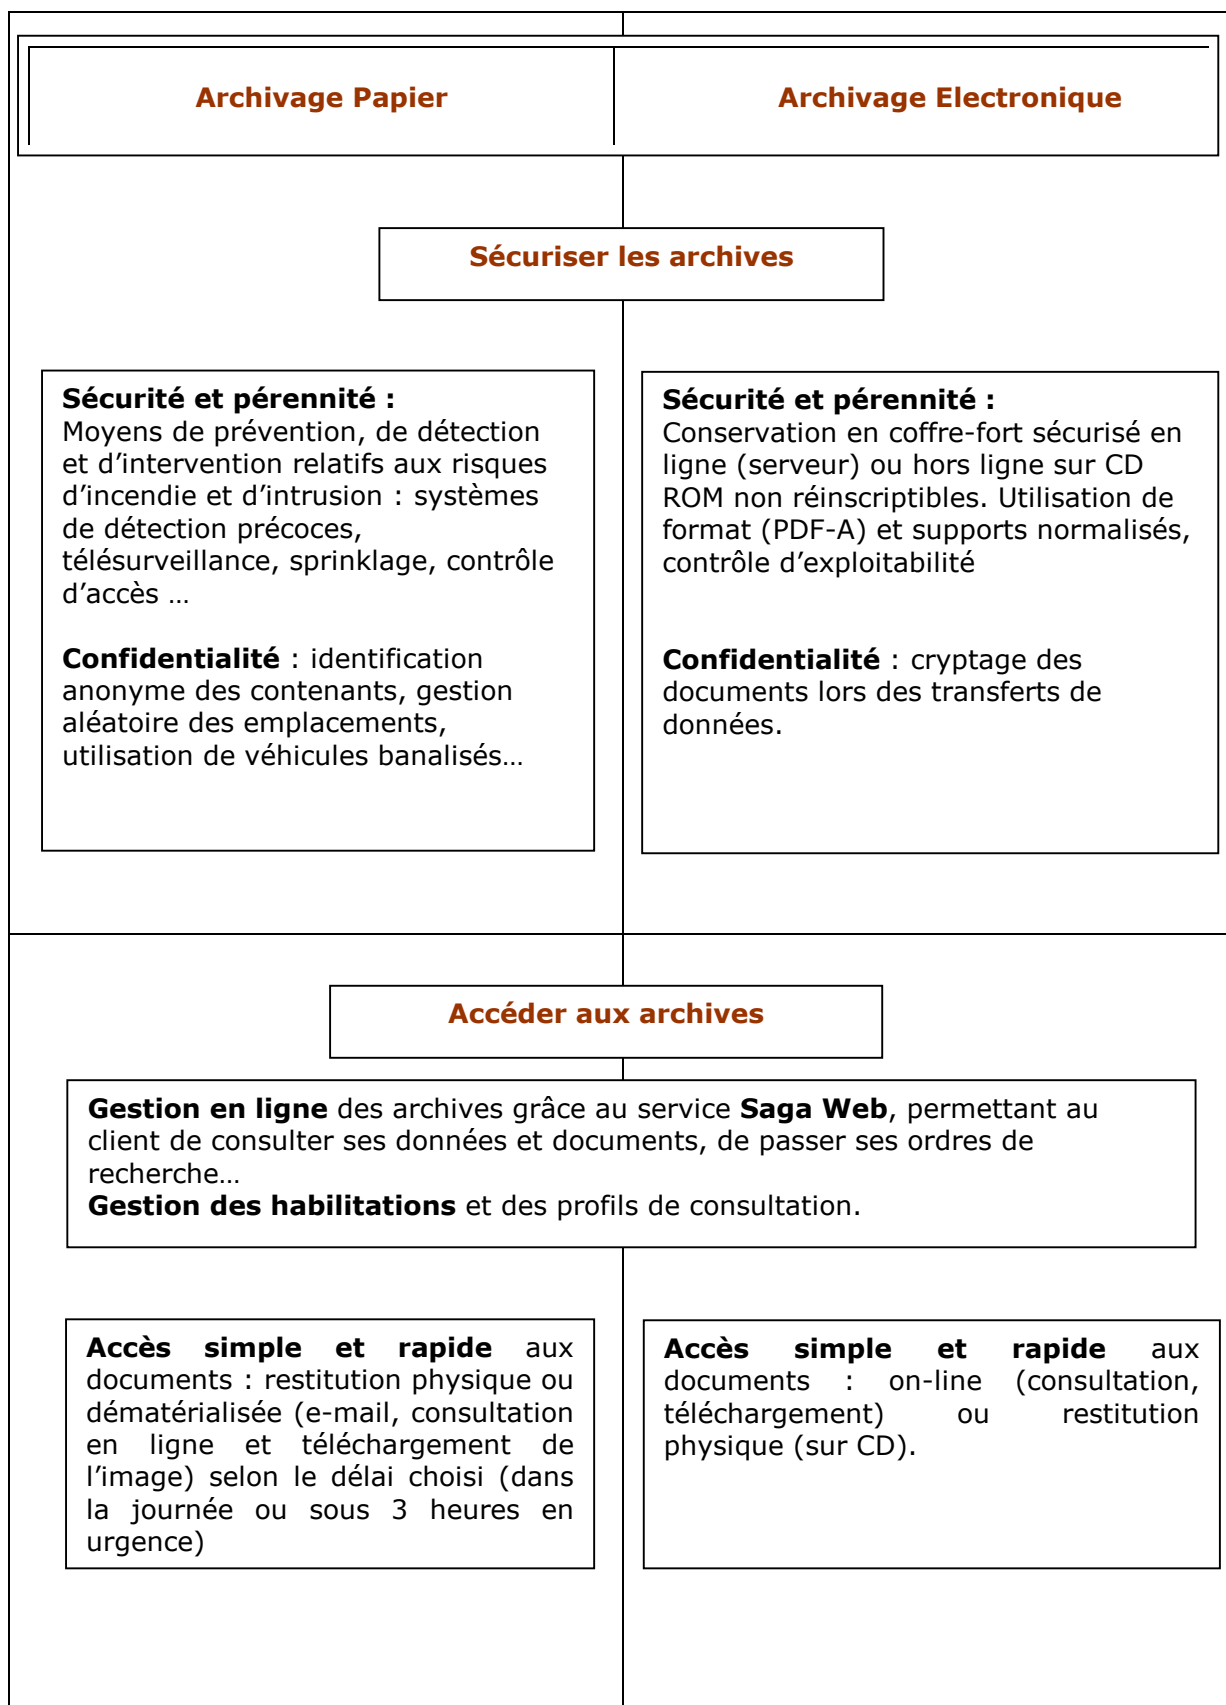 Archivage Papier
Archivage Electronique
Sécuriser les archives
Sécurité et pérennité :
Moyens de prévention, de détection
et d’intervention relatifs aux risques
d’incendie et d’intrusion : systèmes
de détection précoces,
télésurveillance, sprinklage, contrôle
d’accès …
Confidentialité : identification
anonyme des contenants, gestion
aléatoire des emplacements,
utilisation de véhicules banalisés…
Sécurité et pérennité :
Conservation en coffre-fort sécurisé en
ligne (serveur) ou hors ligne sur CD
ROM non réinscriptibles. Utilisation de
format (PDF-A) et supports normalisés,
contrôle d’exploitabilité
Confidentialité : cryptage des
documents lors des transferts de
données.
Accéder aux archives
Gestion en ligne des archives grâce au service Saga Web, permettant au
client de consulter ses données et documents, de passer ses ordres de
recherche…
Gestion des habilitations et des profils de consultation.
Accès simple et rapide aux
documents : restitution physique ou
dématérialisée (e-mail, consultation
en ligne et téléchargement de
l’image) selon le délai choisi (dans
la journée ou sous 3 heures en
urgence)
Accès simple et rapide aux
documents : on-line (consultation,
téléchargement) ou restitution
physique (sur CD).